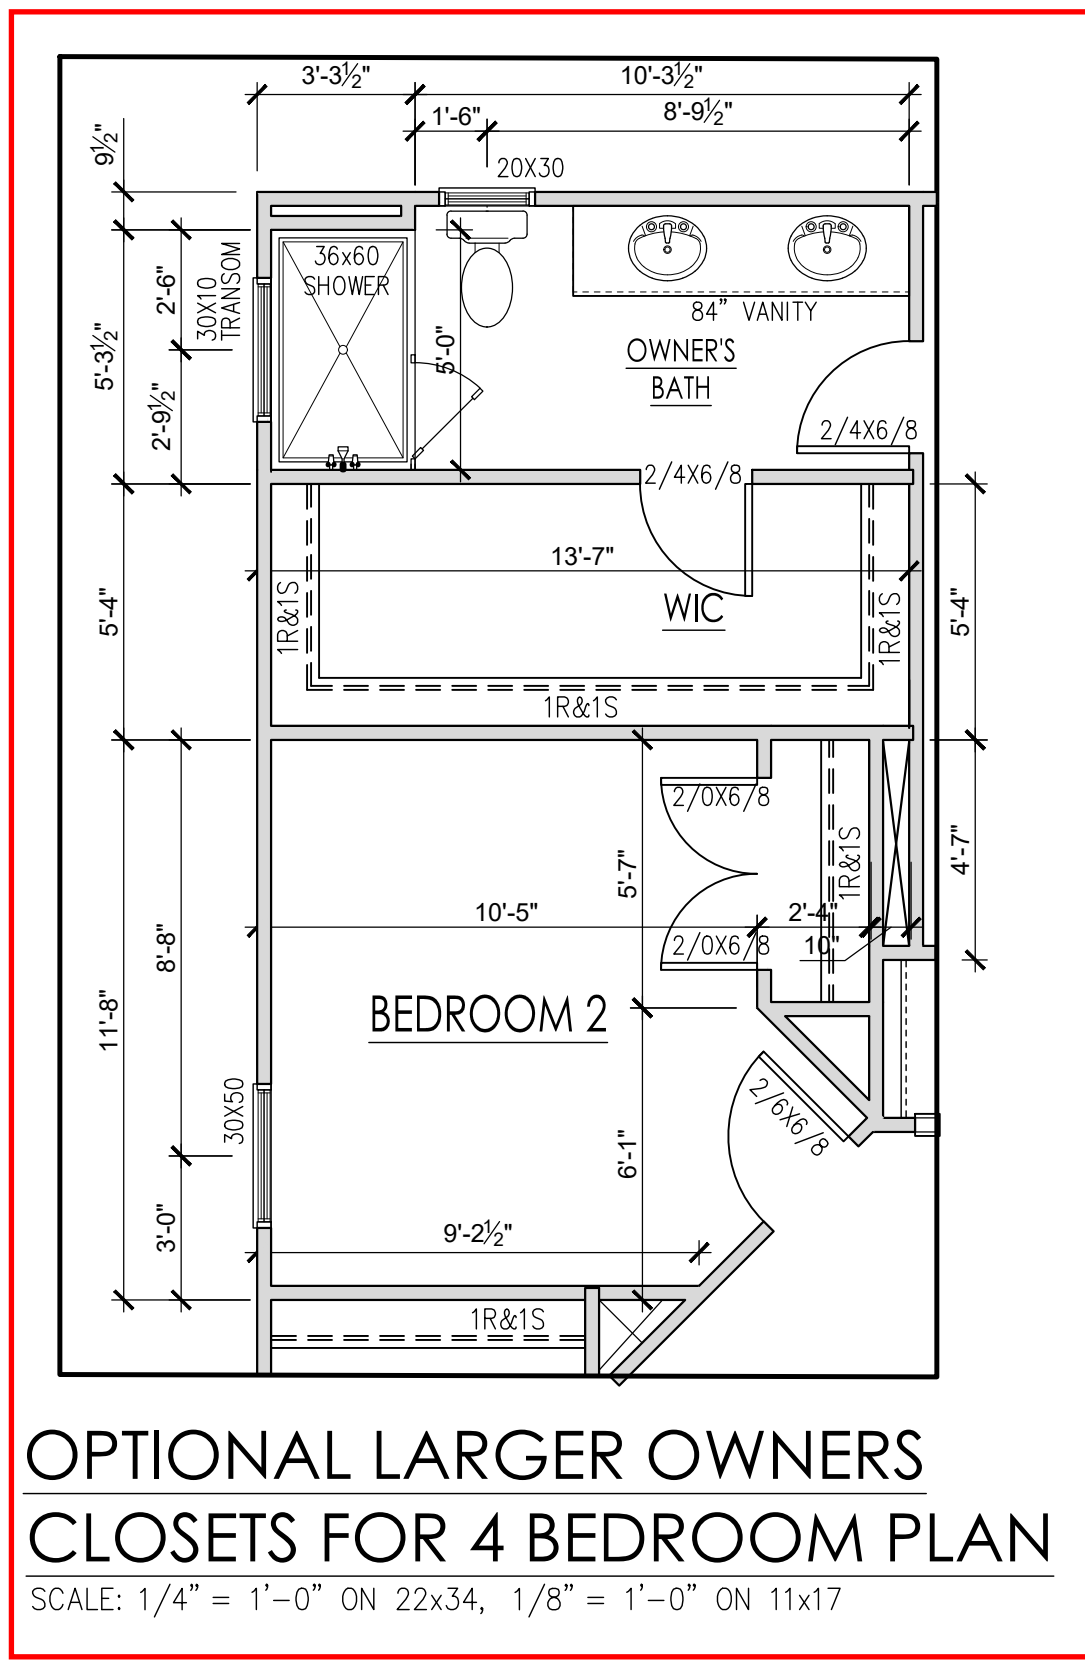 3'-3½" 10'-3½"
1'-6" 8'-9½"
9½"
20X30
36x60
SHOWER
30X10
TRANSOM
2'-6"
5'-3½"
2'-9½"
5'-0"
84" VANITY
OWNER'S
BATH
2/4X6/8
2/4X6/8
13'-7"
WIC
5'-4"
1R&1S
1R&1S
5'-4"
1R&1S
2/0X6/8
5'-7"
1R&1S
4'-7"
10'-5"
2'-4"
8'-8"
2/0X6/8
10"
11'-8"
BEDROOM 2
30X50
2/6X6/8
6'-1"
3'-0"
9'-2½"
1R&1S
OPTIONAL LARGER OWNERS
CLOSETS FOR 4 BEDROOM PLAN
SCALE: 1/4" = 1'-0" ON 22x34, 1/8" = 1'-0" ON 11x17